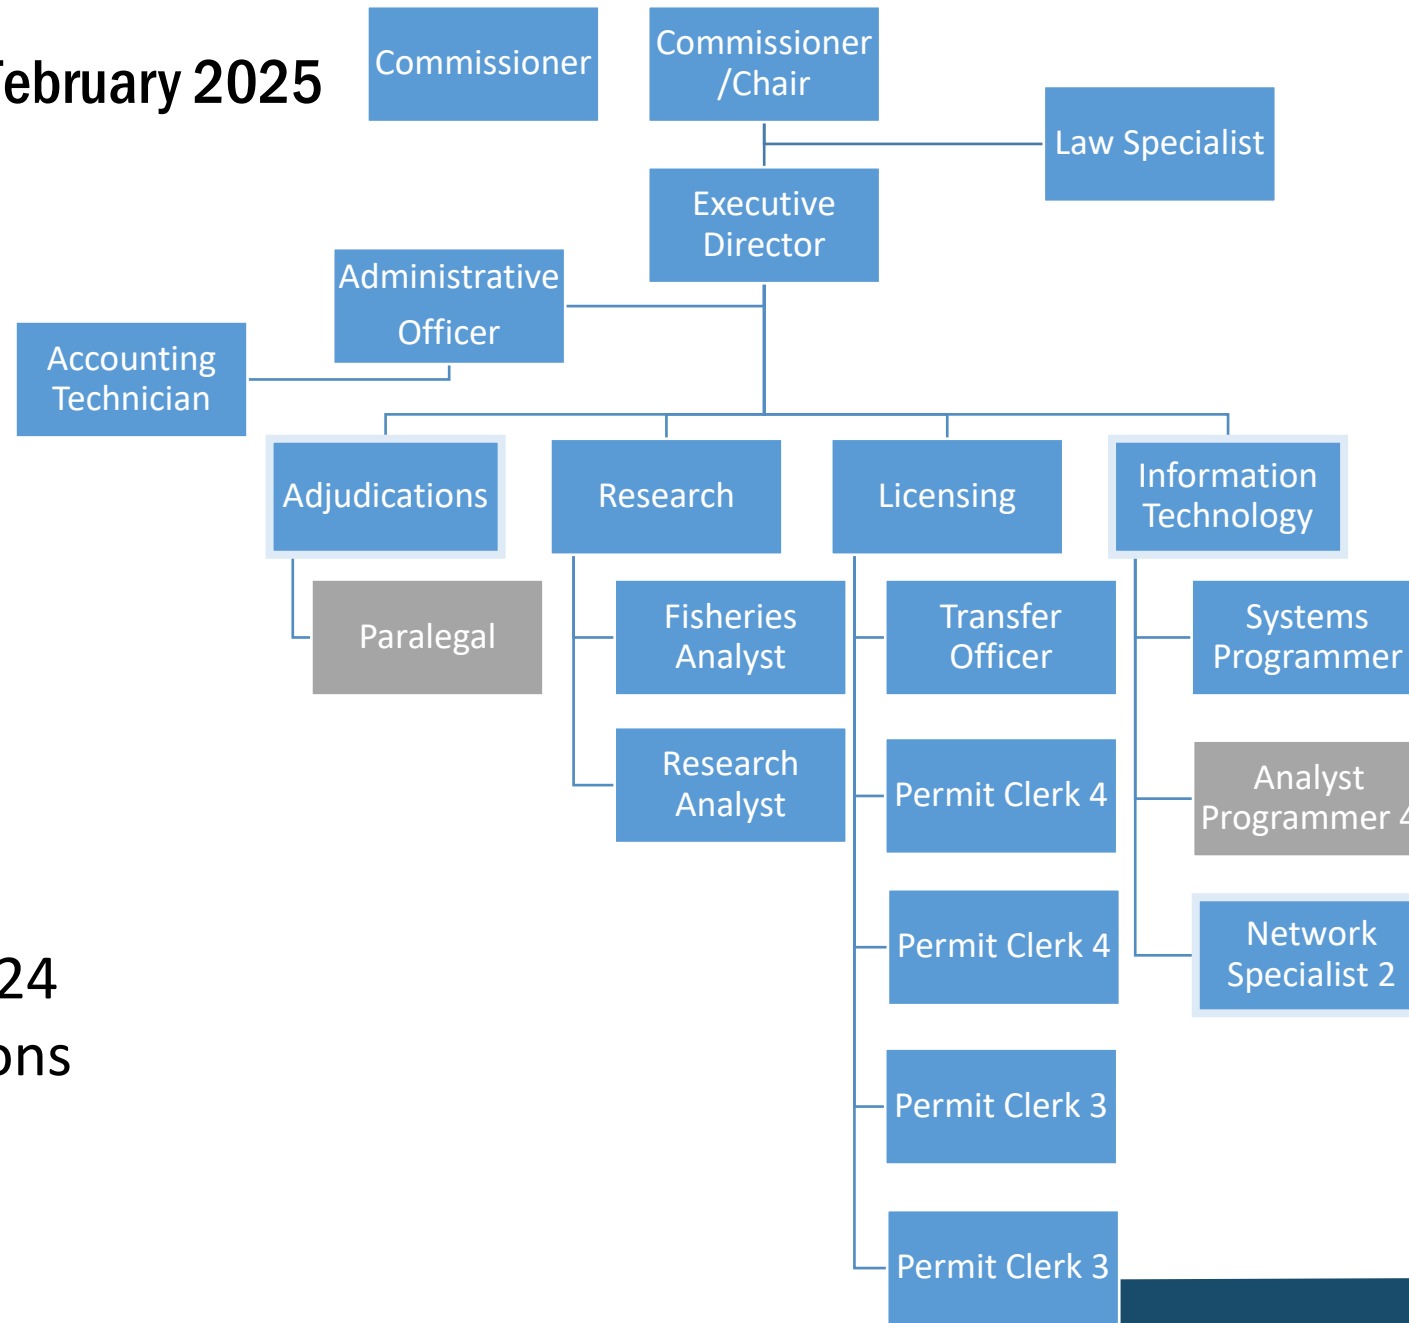 February 2025
Commissioner
Commissioner
/Chair
Law Specialist
Executive
Director
Administrative
Officer
Accounting
Technician
Adjudications
Research
Licensing
Information
Technology
Paralegal
Fisheries
Analyst
Transfer
Officer
Systems
Programmer
Research
Analyst
Permit Clerk 4
Analyst
Programmer 4
Permit Clerk 4
Network
Specialist 2
24
ons
Permit Clerk 3
Permit Clerk 3